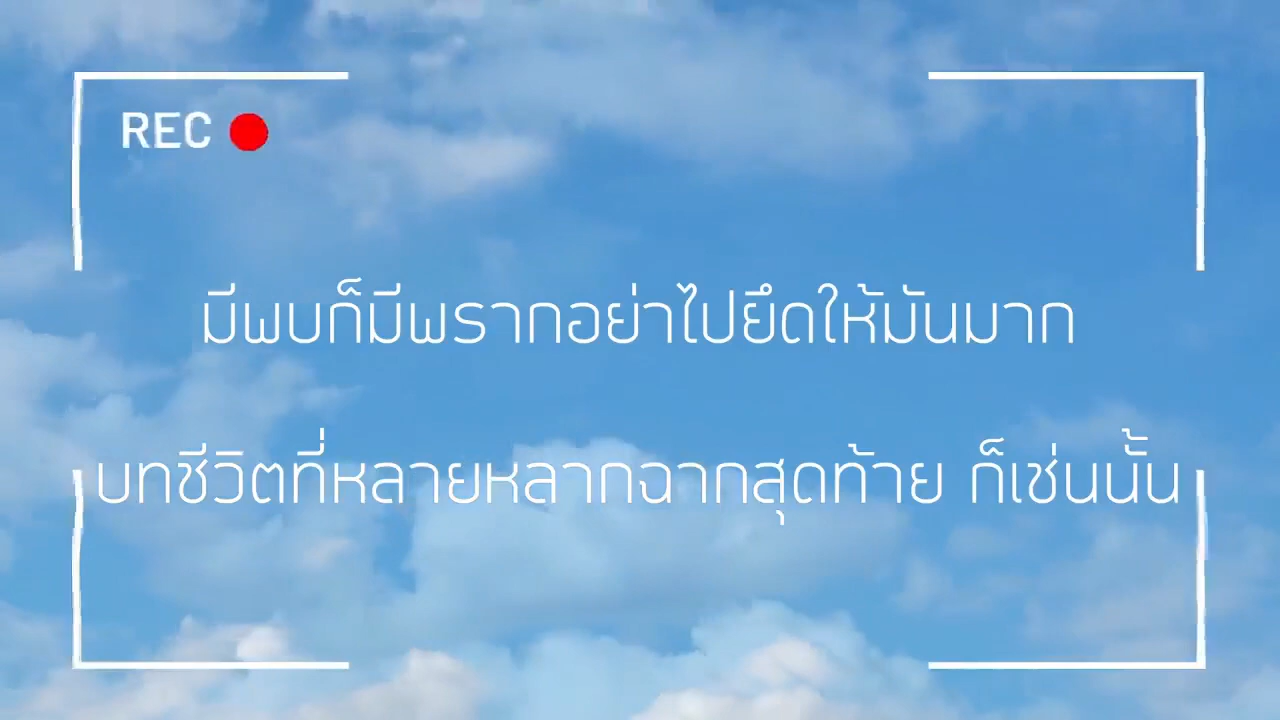 REC
มีพบก็มีพรากอย่าไปยึดให้มันมาก
บทชีวิตที่หลายหลากฉากสุดท้าย ก็เช่นนั้น